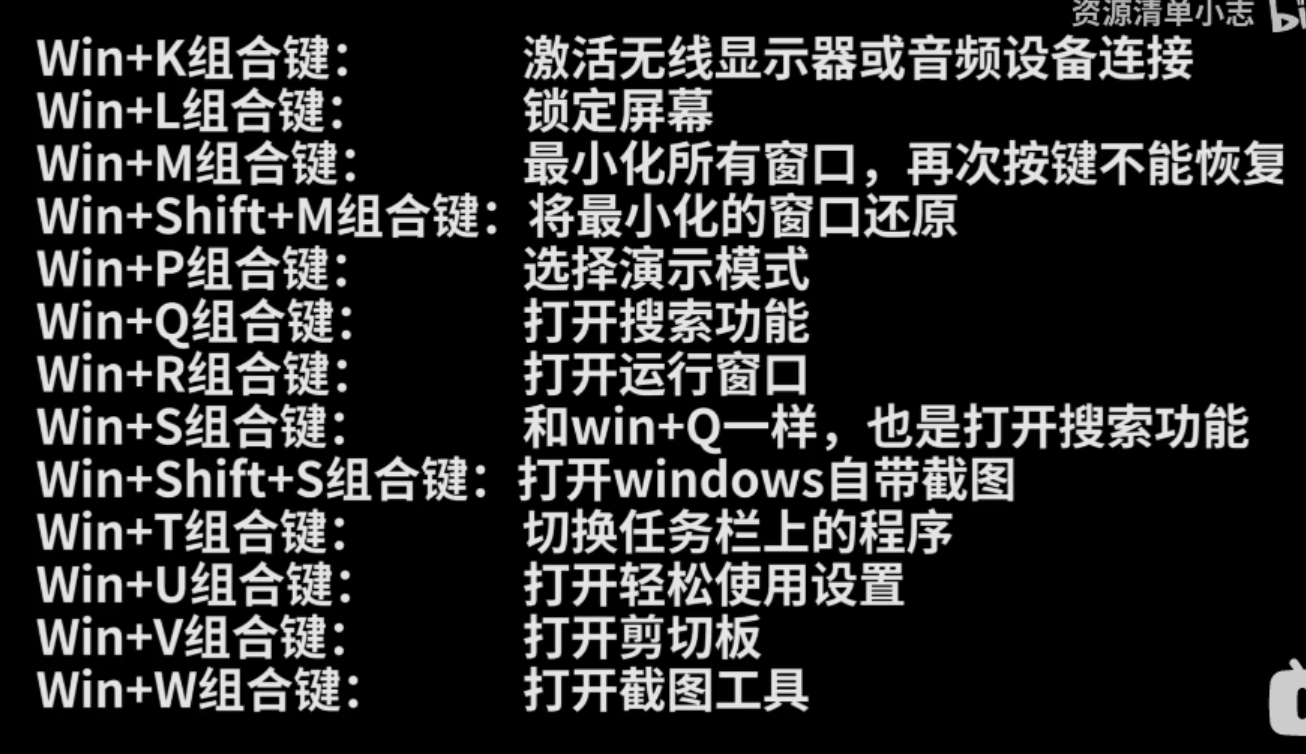 资源清单小志
Win+K组合键： 激活无线显示器或音频设备连接
Win+L组合键： 锁定屏幕
Win+M组合键： 最小化所有窗口，再次按键不能恢复
Win+Shift+M组合键：将最小化的窗口还原
Win+P组合键： 选择演示模式
Win+Q组合键： 打开搜索功能
Win+R组合键： 打开运行窗口
Win+S组合键： 和win+Q一样，也是打开搜索功能
Win+Shift+S组合键：打开windows自带截图
Win+T组合键： 切换任务栏上的程序
Win+U组合键： 打开轻松使用设置
Win+V组合键： 打开剪切板
Win+W组合键： 打开截图工具